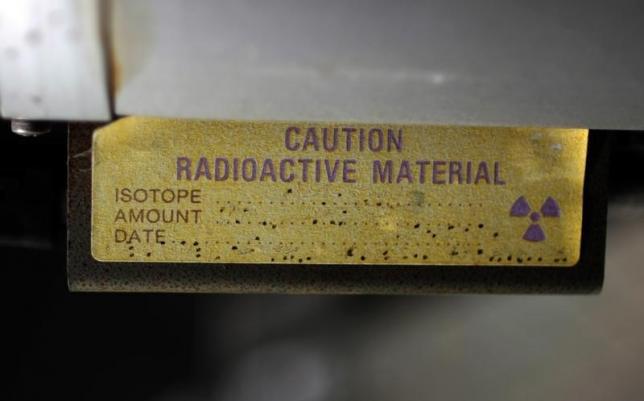 CAUTION
RADIOACTIVE MATERIAL
ISOTOPE
AMOUNT
DATE